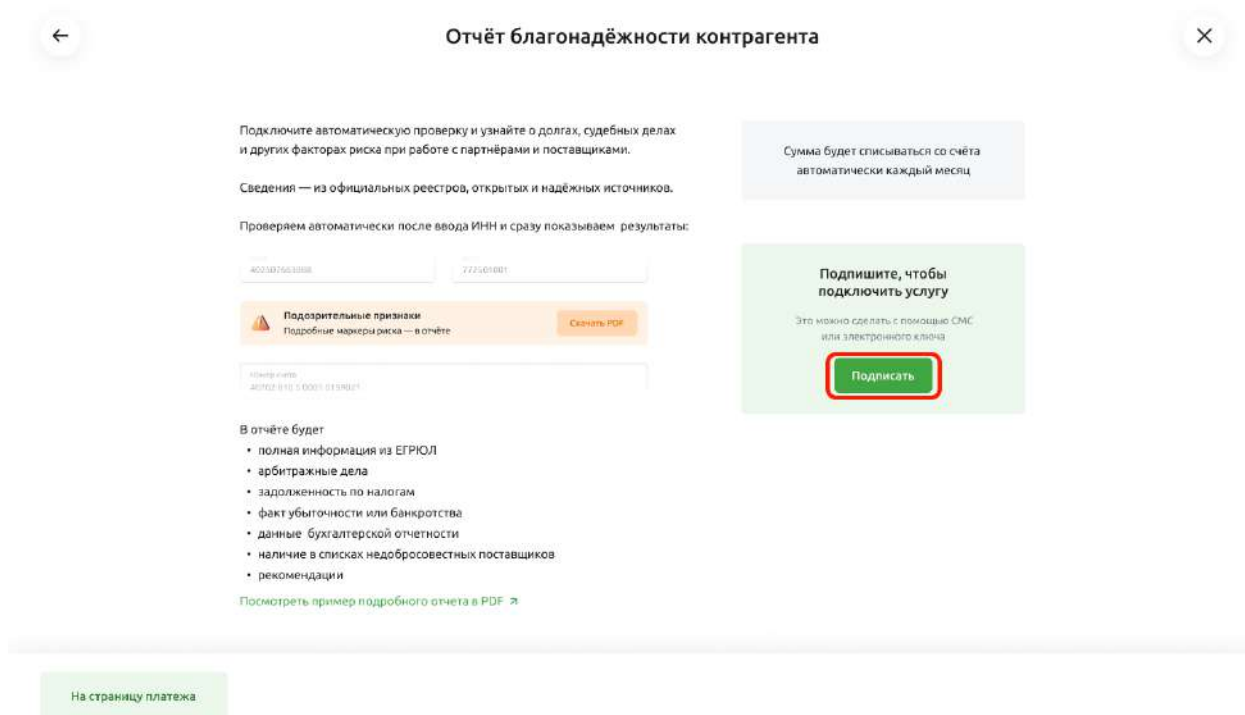 Отчёт благонадёжности контрагента
Подключите автоматическую проверку и узнайте о долгах, судебных делах
и других факторах риска при работе с партнёрами и поставщиками.
Сведения — из официальных реестров, открытых и надёжных источников.
Проверяем автоматически после ввода ИНН и сразу показываем результаты:
772501001
Подозрительные признаки
Подробные маркеры риска — в отчёте
Скачать PDF
Номер счёта
В отчёте будет
• полная информация из ЕГРЮЛ
• арбитражные дела
• задолженность по налогам
• факт убыточности или банкротства
• данные бухгалтерской отчетности
• наличие в списках недобросовестных поставщиков
• рекомендации
Посмотреть пример подробного отчета в PDF
Сумма будет списываться со счёта
автоматически каждый месяц
Подпишите, чтобы
подключить услугу
Это можно сделать с помощью СМС
или электронного ключа
Подписать
На страницу платежа